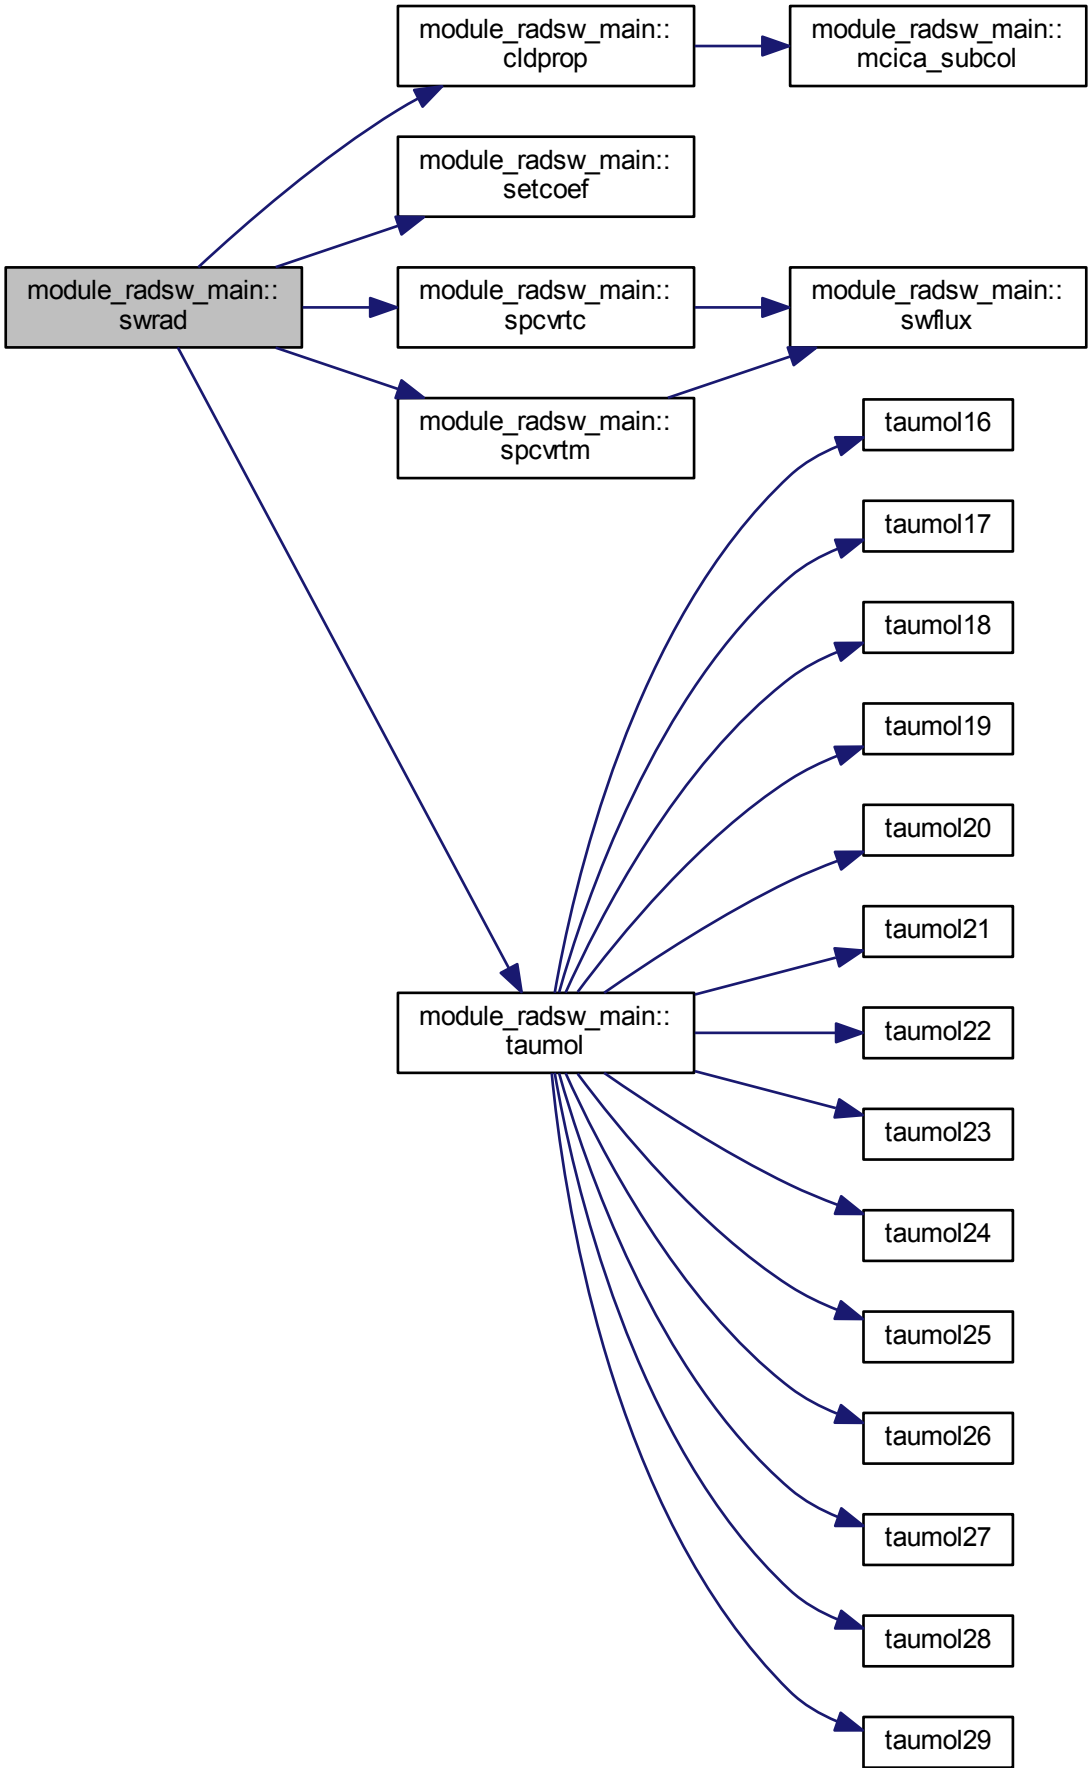 module_radsw_main::
cldprop
module_radsw_main::
mcica_subcol
module_radsw_main::
setcoef
module_radsw_main::
swrad
module_radsw_main::
spcvrtc
module_radsw_main::
swflux
module_radsw_main::
spcvrtm
taumol16
taumol17
taumol18
taumol19
taumol20
taumol21
module_radsw_main::
taumol
taumol22
taumol23
taumol24
taumol25
taumol26
taumol27
taumol28
taumol29